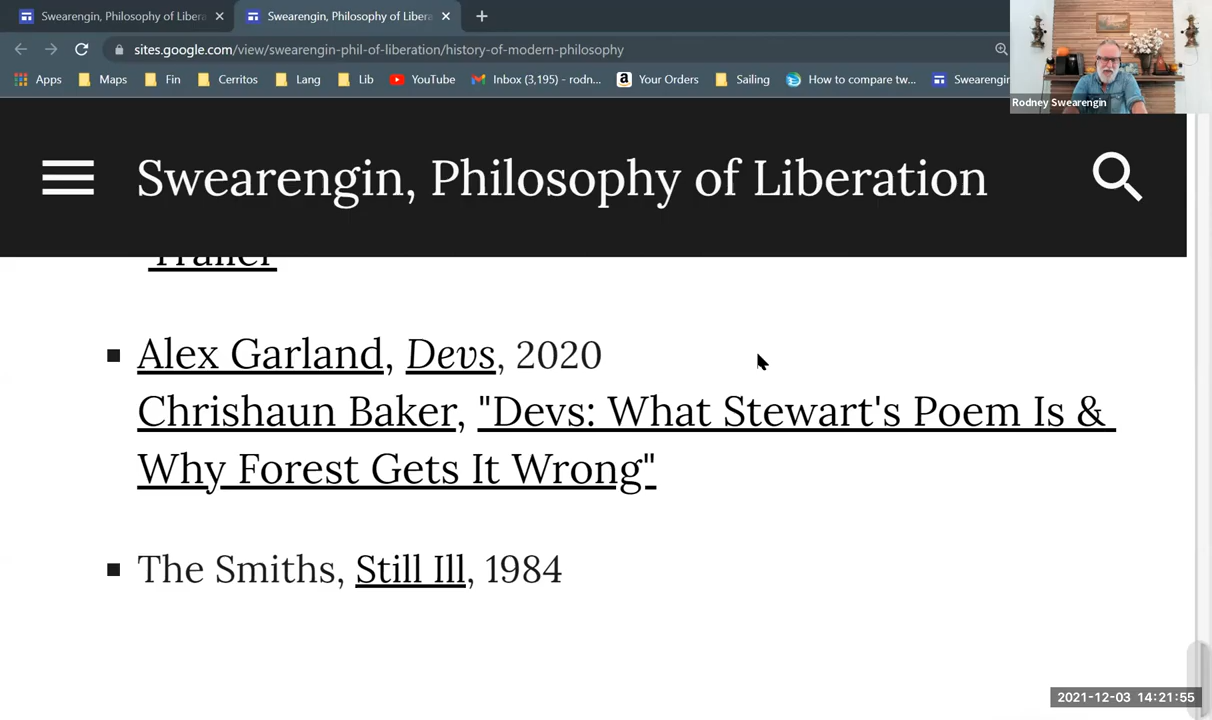 Swearengin, Philosophy of Libera
Swearengin, Philosophy of Libera
sites.google.com/view/swearengin-phil-of-liberation/history-of-modern-philosophy
Apps Maps Fin Cerritos Lang Lib YouTube Inbox (3,195) - rodn... Your Orders Sailing How to compare tw... Swearengin
Rodney Swearengin
Swearengin, Philosophy of Liberation
"Trailer"
Alex Garland, Devs, 2020
Chrishaun Baker, "Devs: What Stewart's Poem Is &
Why Forest Gets It Wrong"
The Smiths, Still Ill, 1984
2021-12-03 14:21:55